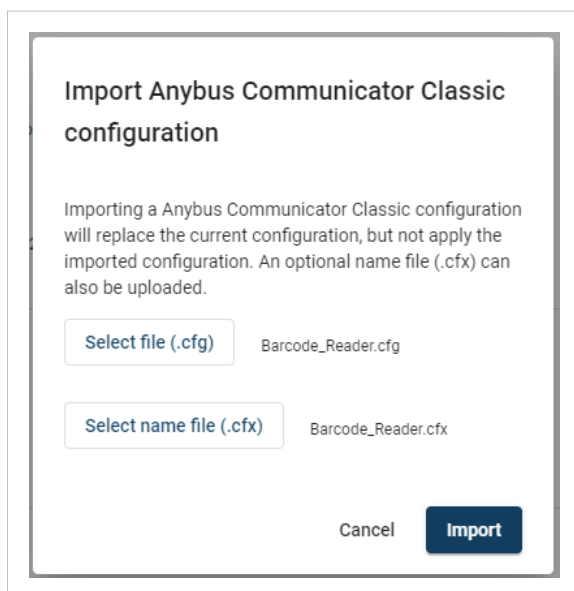 Import Anybus Communicator Classic
configuration
Importing a Anybus Communicator Classic configuration
will replace the current configuration, but not apply the
imported configuration. An optional name file (.cfx) can
also be uploaded.
Select file (.cfg) Barcode_Reader.cfg
Select name file (.cfx) Barcode_Reader.cfx
Cancel Import